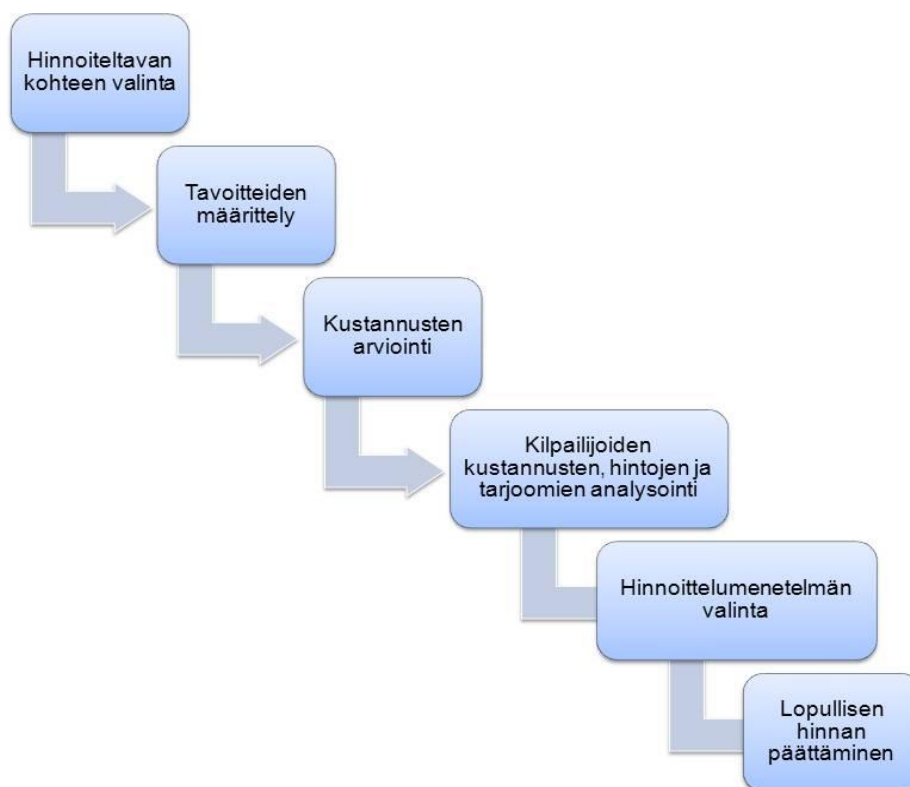 Hinnoiteltavan
kohteen valinta
Tavoitteiden
määrittely
Kustannusten
arviointi
Kilpailijoiden
kustannusten, hintojen ja
tarjoomien analysointi
Hinnoittelumenetelmän
valinta
Lopullisen
hinnan
päättäminen